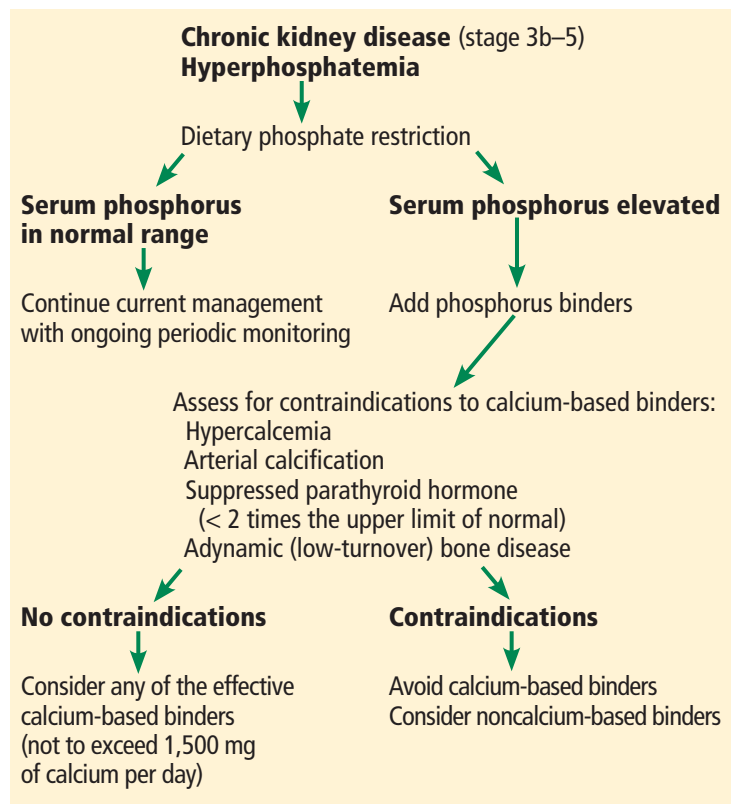 Chronic kidney disease (stage 3b–5)
Hyperphosphatemia
Dietary phosphate restriction
Serum phosphorus
in normal range
Continue current management
with ongoing periodic monitoring
Serum phosphorus elevated
Add phosphorus binders
Assess for contraindications to calcium-based binders:
Hypercalcemia
Arterial calcification
Suppressed parathyroid hormone
(< 2 times the upper limit of normal)
Adynamic (low-turnover) bone disease
No contraindications
Consider any of the effective
calcium-based binders
(not to exceed 1,500 mg
of calcium per day)
Contraindications
Avoid calcium-based binders
Consider noncalcium-based binders